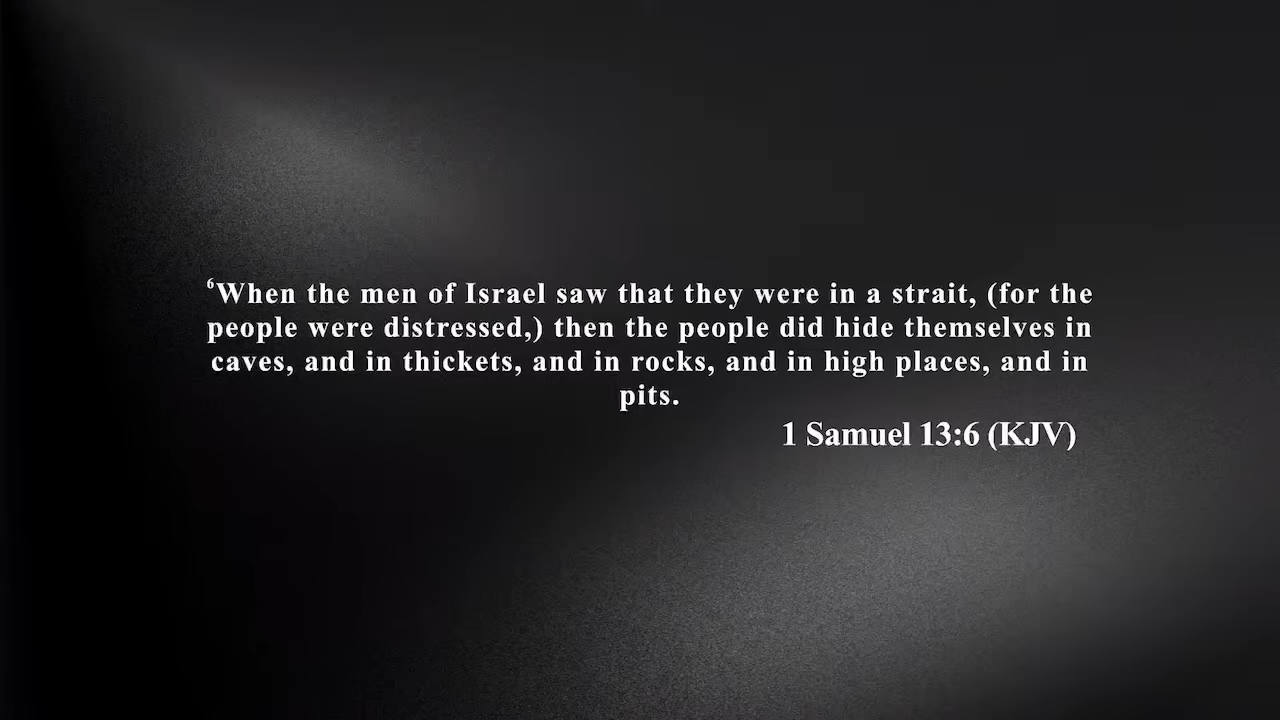 ⁶When the men of Israel saw that they were in a strait, (for the
people were distressed,) then the people did hide themselves in
caves, and in thickets, and in rocks, and in high places, and in
pits.
1 Samuel 13:6 (KJV)